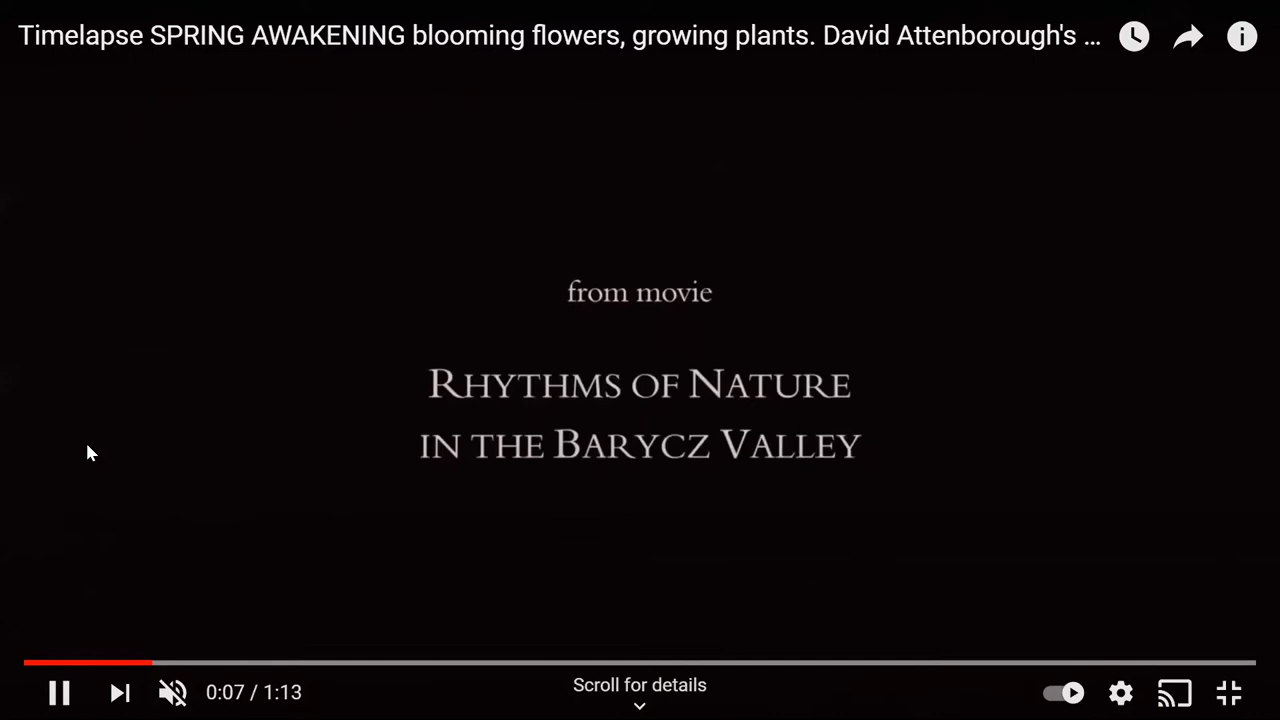 Timelapse SPRING AWAKENING blooming flowers, growing plants. David Attenborough's ...
from movie
RHYTHMS OF NATURE
IN THE BARYCZ VALLEY
0:07 / 1:13
Scroll for details